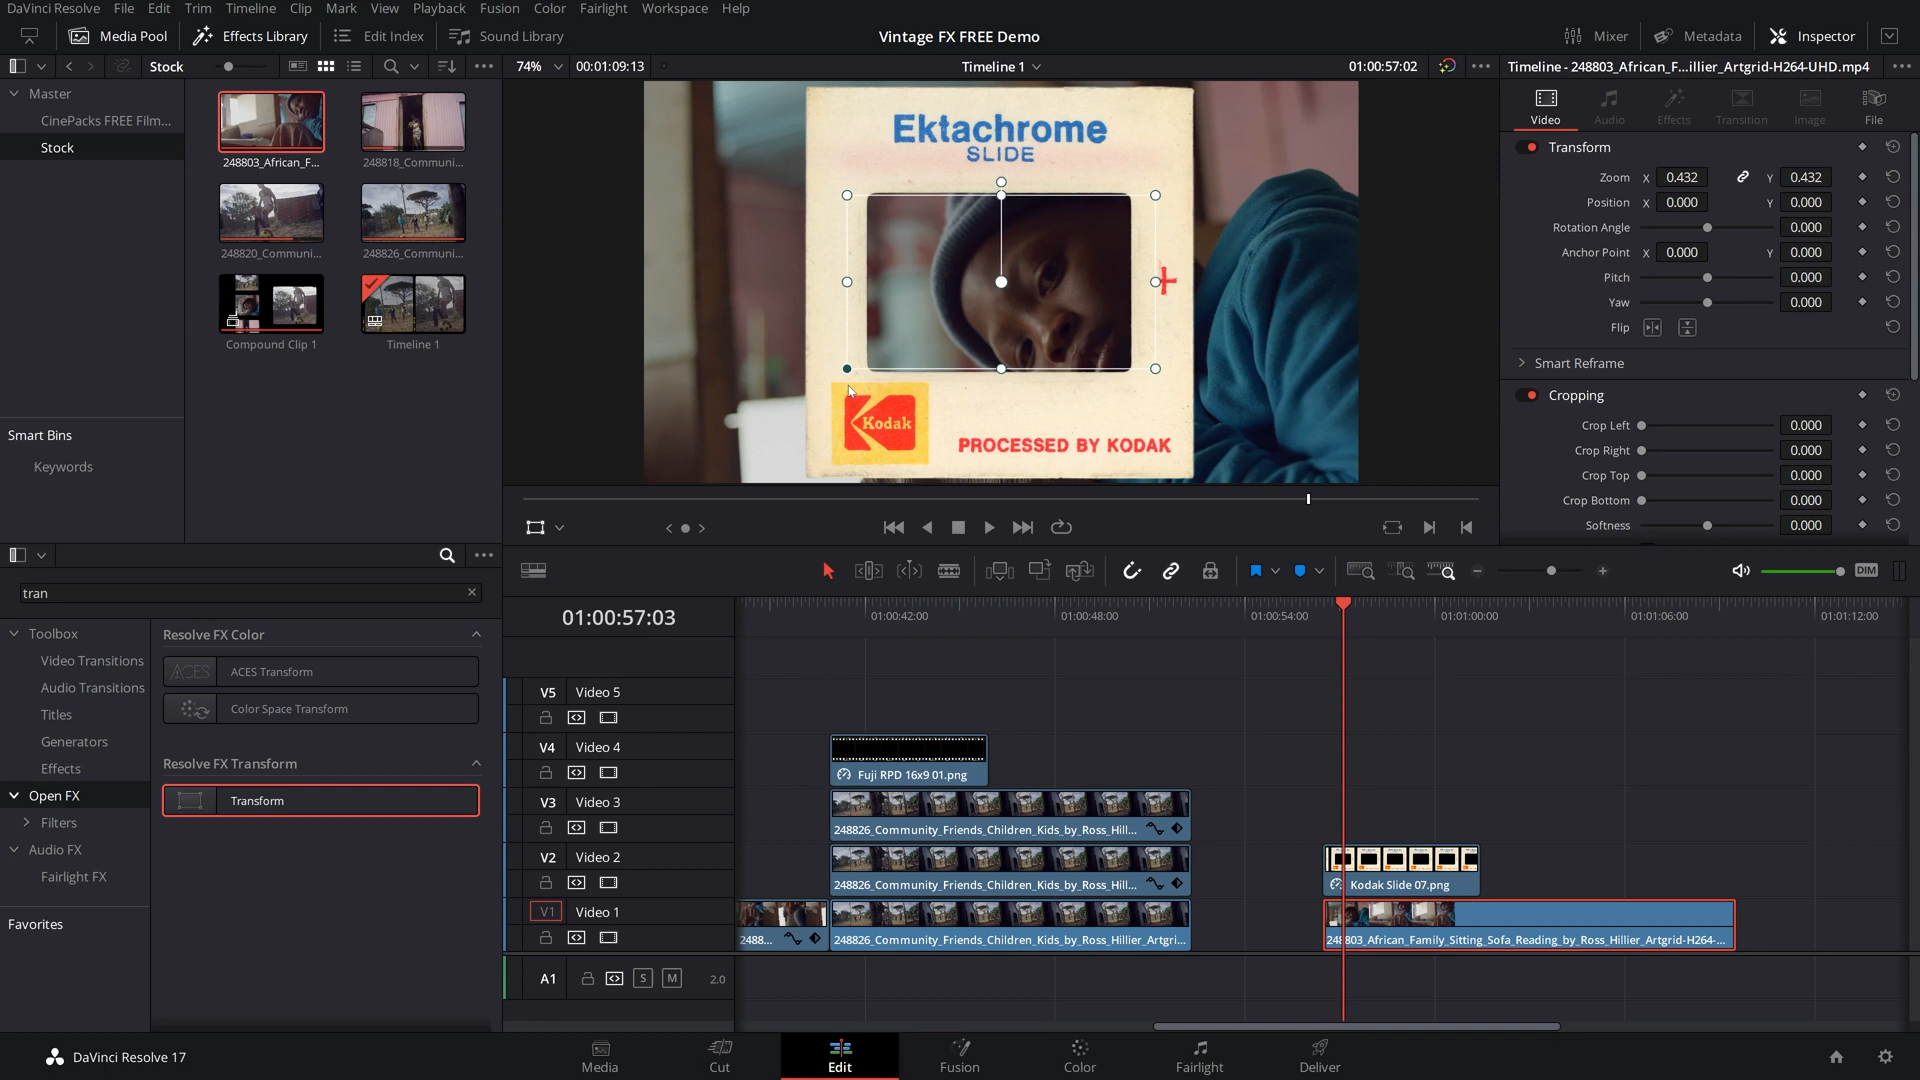 DaVinci Resolve File Edit Trim Timeline Clip Mark View Playback Fusion Color Fairlight Workspace Help
Media Pool Effects Library Edit Index Sound Library Vintage FX FREE Demo Mixer Metadata Inspector
Stock 74% 00:01:09:13 Timeline 1 01:00:57:02 Timeline - 248803_African_F...illier_Artgrid-H264-UHD.mp4
Master
CinePacks FREE Film...
Stock
248803_African_F...
248818_Communi...
248820_Communi...
248826_Communi...
Compound Clip 1
Timeline 1
Smart Bins
Keywords
Ektachrome
SLIDE
Kodak
PROCESSED BY KODAK
Video Audio Effects Transition Image File
Transform
Zoom X 0.432 Y 0.432
Position X 0.000 Y 0.000
Rotation Angle 0.000
Anchor Point X 0.000 Y 0.000
Pitch 0.000
Yaw 0.000
Flip
Smart Reframe
Cropping
Crop Left 0.000
Crop Right 0.000
Crop Top 0.000
Crop Bottom 0.000
Softness 0.000
tran
Toolbox
Video Transitions
Audio Transitions
Titles
Generators
Effects
Open FX
Filters
Audio FX
Fairlight FX
Favorites
Resolve FX Color
ACES ACES Transform
Color Space Transform
Resolve FX Transform
Transform
DIM
01:00:57:03
01:00:42:00 01:00:48:00 01:00:54:00 01:01:00:00 01:01:06:00 01:01:12:00
V5 Video 5
V4 Video 4
Fuji RPD 16x9 01.png
V3 Video 3
248826_Community_Friends_Children_Kids_by_Ross_Hill...
V2 Video 2
248826_Community_Friends_Children_Kids_by_Ross_Hill...
Kodak Slide 07.png
V1 Video 1
2488...
248826_Community_Friends_Children_Kids_by_Ross_Hillier_Artgri...
248803_African_Family_Sitting_Sofa_Reading_by_Ross_Hillier_Artgrid-H264-...
A1 S M 2.0
DaVinci Resolve 17
Media Cut Edit Fusion Color Fairlight Deliver